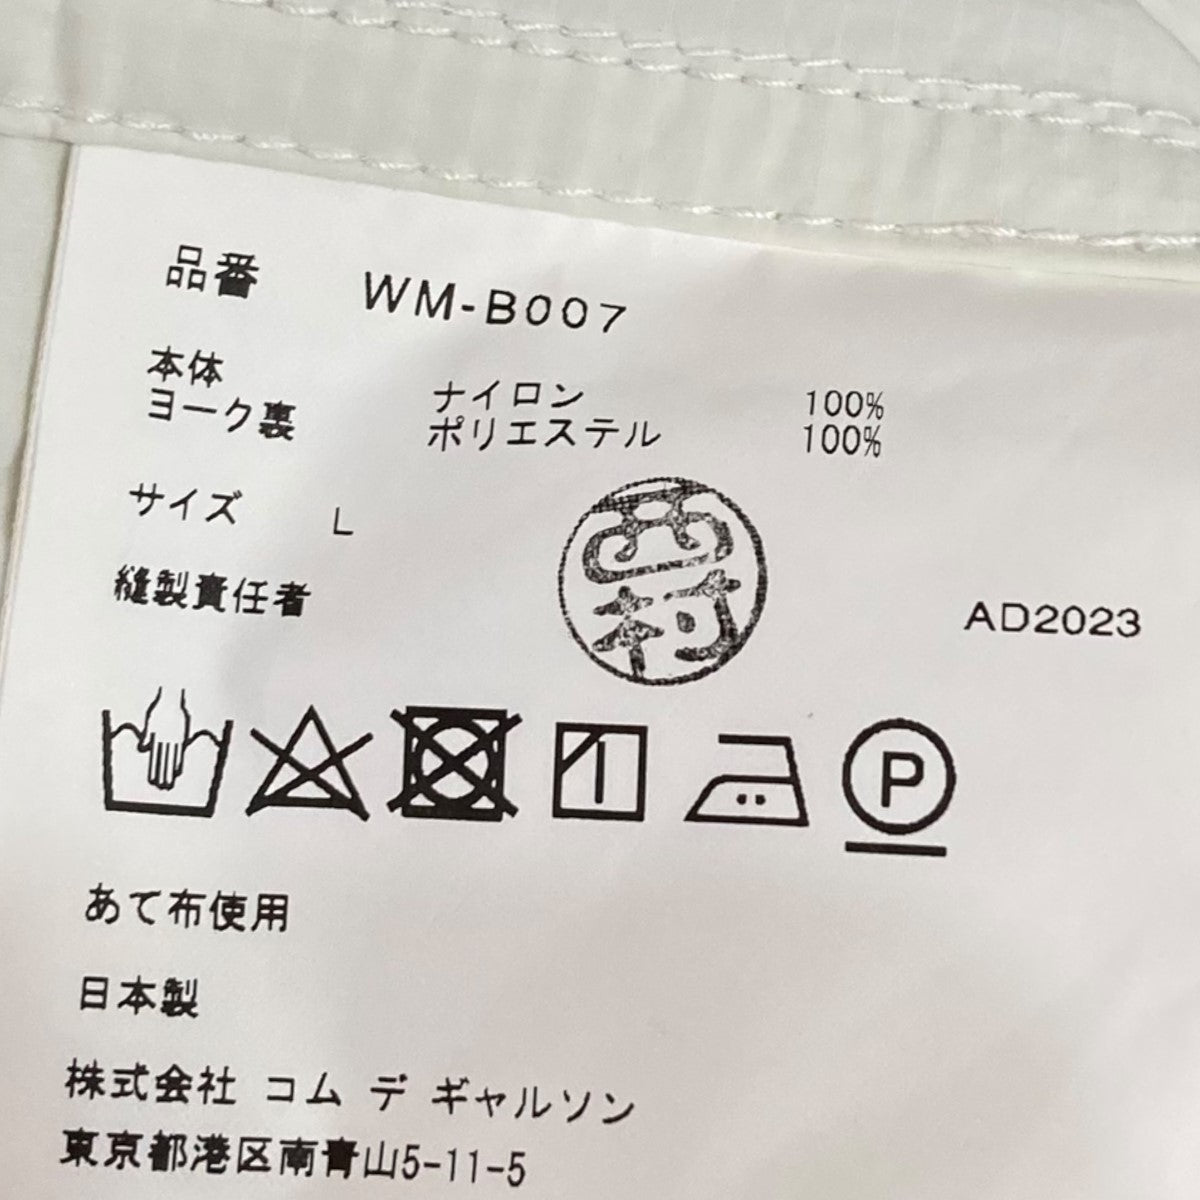 品番 WM-B007
本体 ナイロン 100%
ヨーク裏 ポリエステル 100%
サイズ L
西村
縫製責任者 AD2023
P
あて布使用
日本製
株式会社 コム デ ギャルソン
東京都港区南青山5-11-5